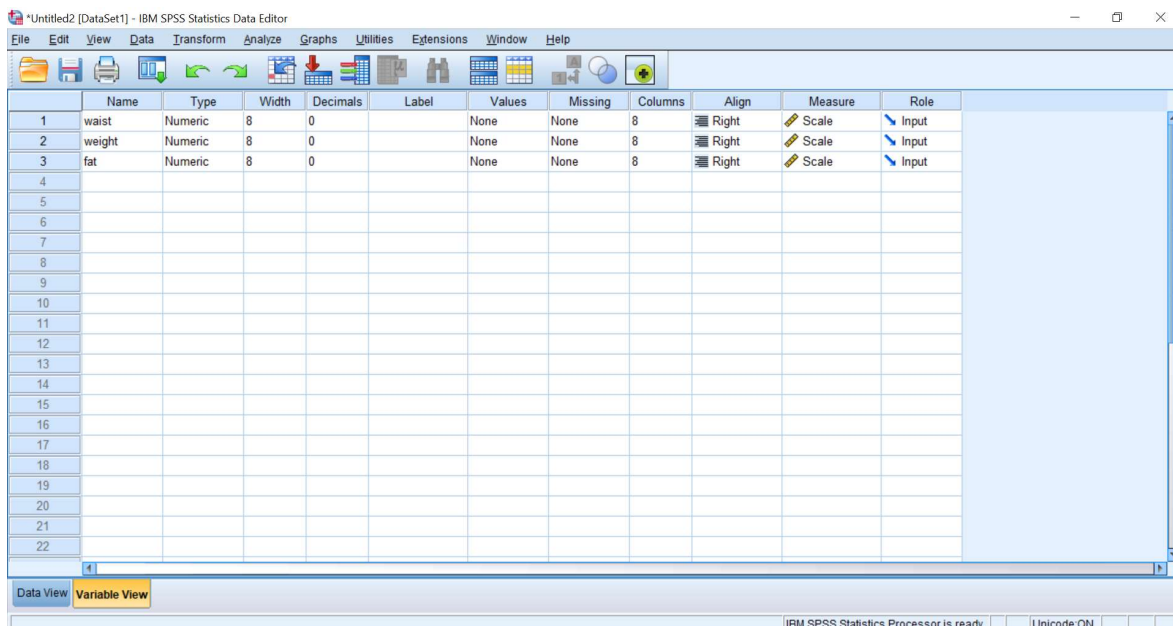 *Untitled2 [DataSet1] - IBM SPSS Statistics Data Editor
File Edit View Data Transform Analyze Graphs Utilities Extensions Window Help
Name Type Width Decimals Label Values Missing Columns Align Measure Role
1 waist Numeric 8 0 None None 8 Right Scale Input
2 weight Numeric 8 0 None None 8 Right Scale Input
3 fat Numeric 8 0 None None 8 Right Scale Input
4
5
6
7
8
9
10
11
12
13
14
15
16
17
18
19
20
21
22
Data View Variable View
IBM SPSS Statistics Processor is ready Unicode:ON